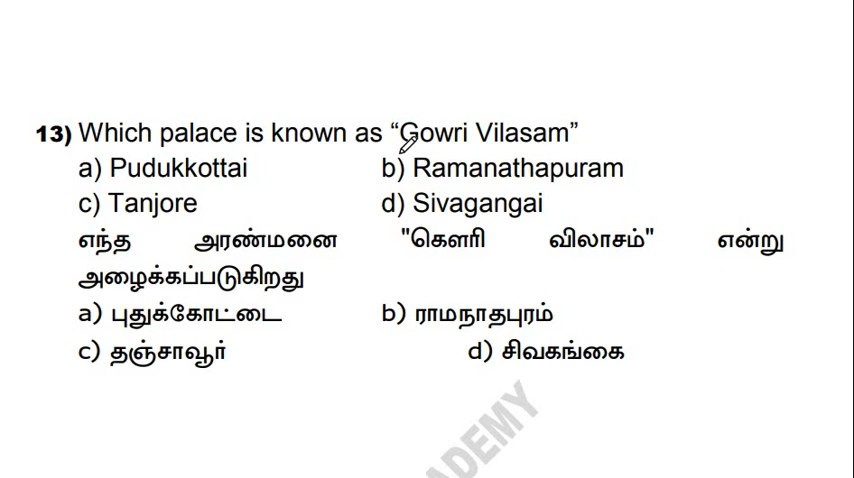 13) Which palace is known as “Gowri Vilasam”
a) Pudukkottai b) Ramanathapuram
c) Tanjore d) Sivagangai
எந்த அரண்மனை "கௌரி விலாசம்" என்று
அழைக்கப்படுகிறது
a) புதுக்கோட்டை b) ராமநாதபுரம்
c) தஞ்சாவூர் d) சிவகங்கை
ADEMY